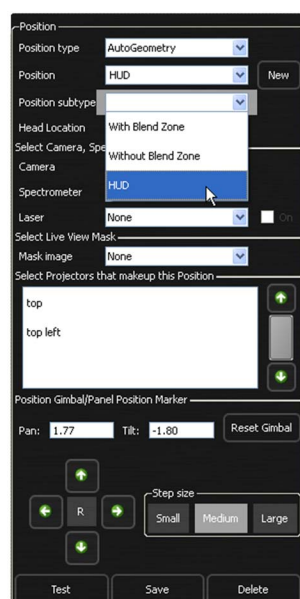 Position
Position type AutoGeometry
Position HUD New
Position subtype
With Blend Zone
Head Location
Without Blend Zone
Select Camera, Spe
Camera
HUD
Spectrometer
Laser None On
Select Live View Mask
Mask image None
Select Projectors that makeup this Position
top
top left
Position Gimbal/Panel Position Marker
Pan: 1.77 Tilt: -1.80 Reset Gimbal
Step size
R Small Medium Large
Test Save Delete